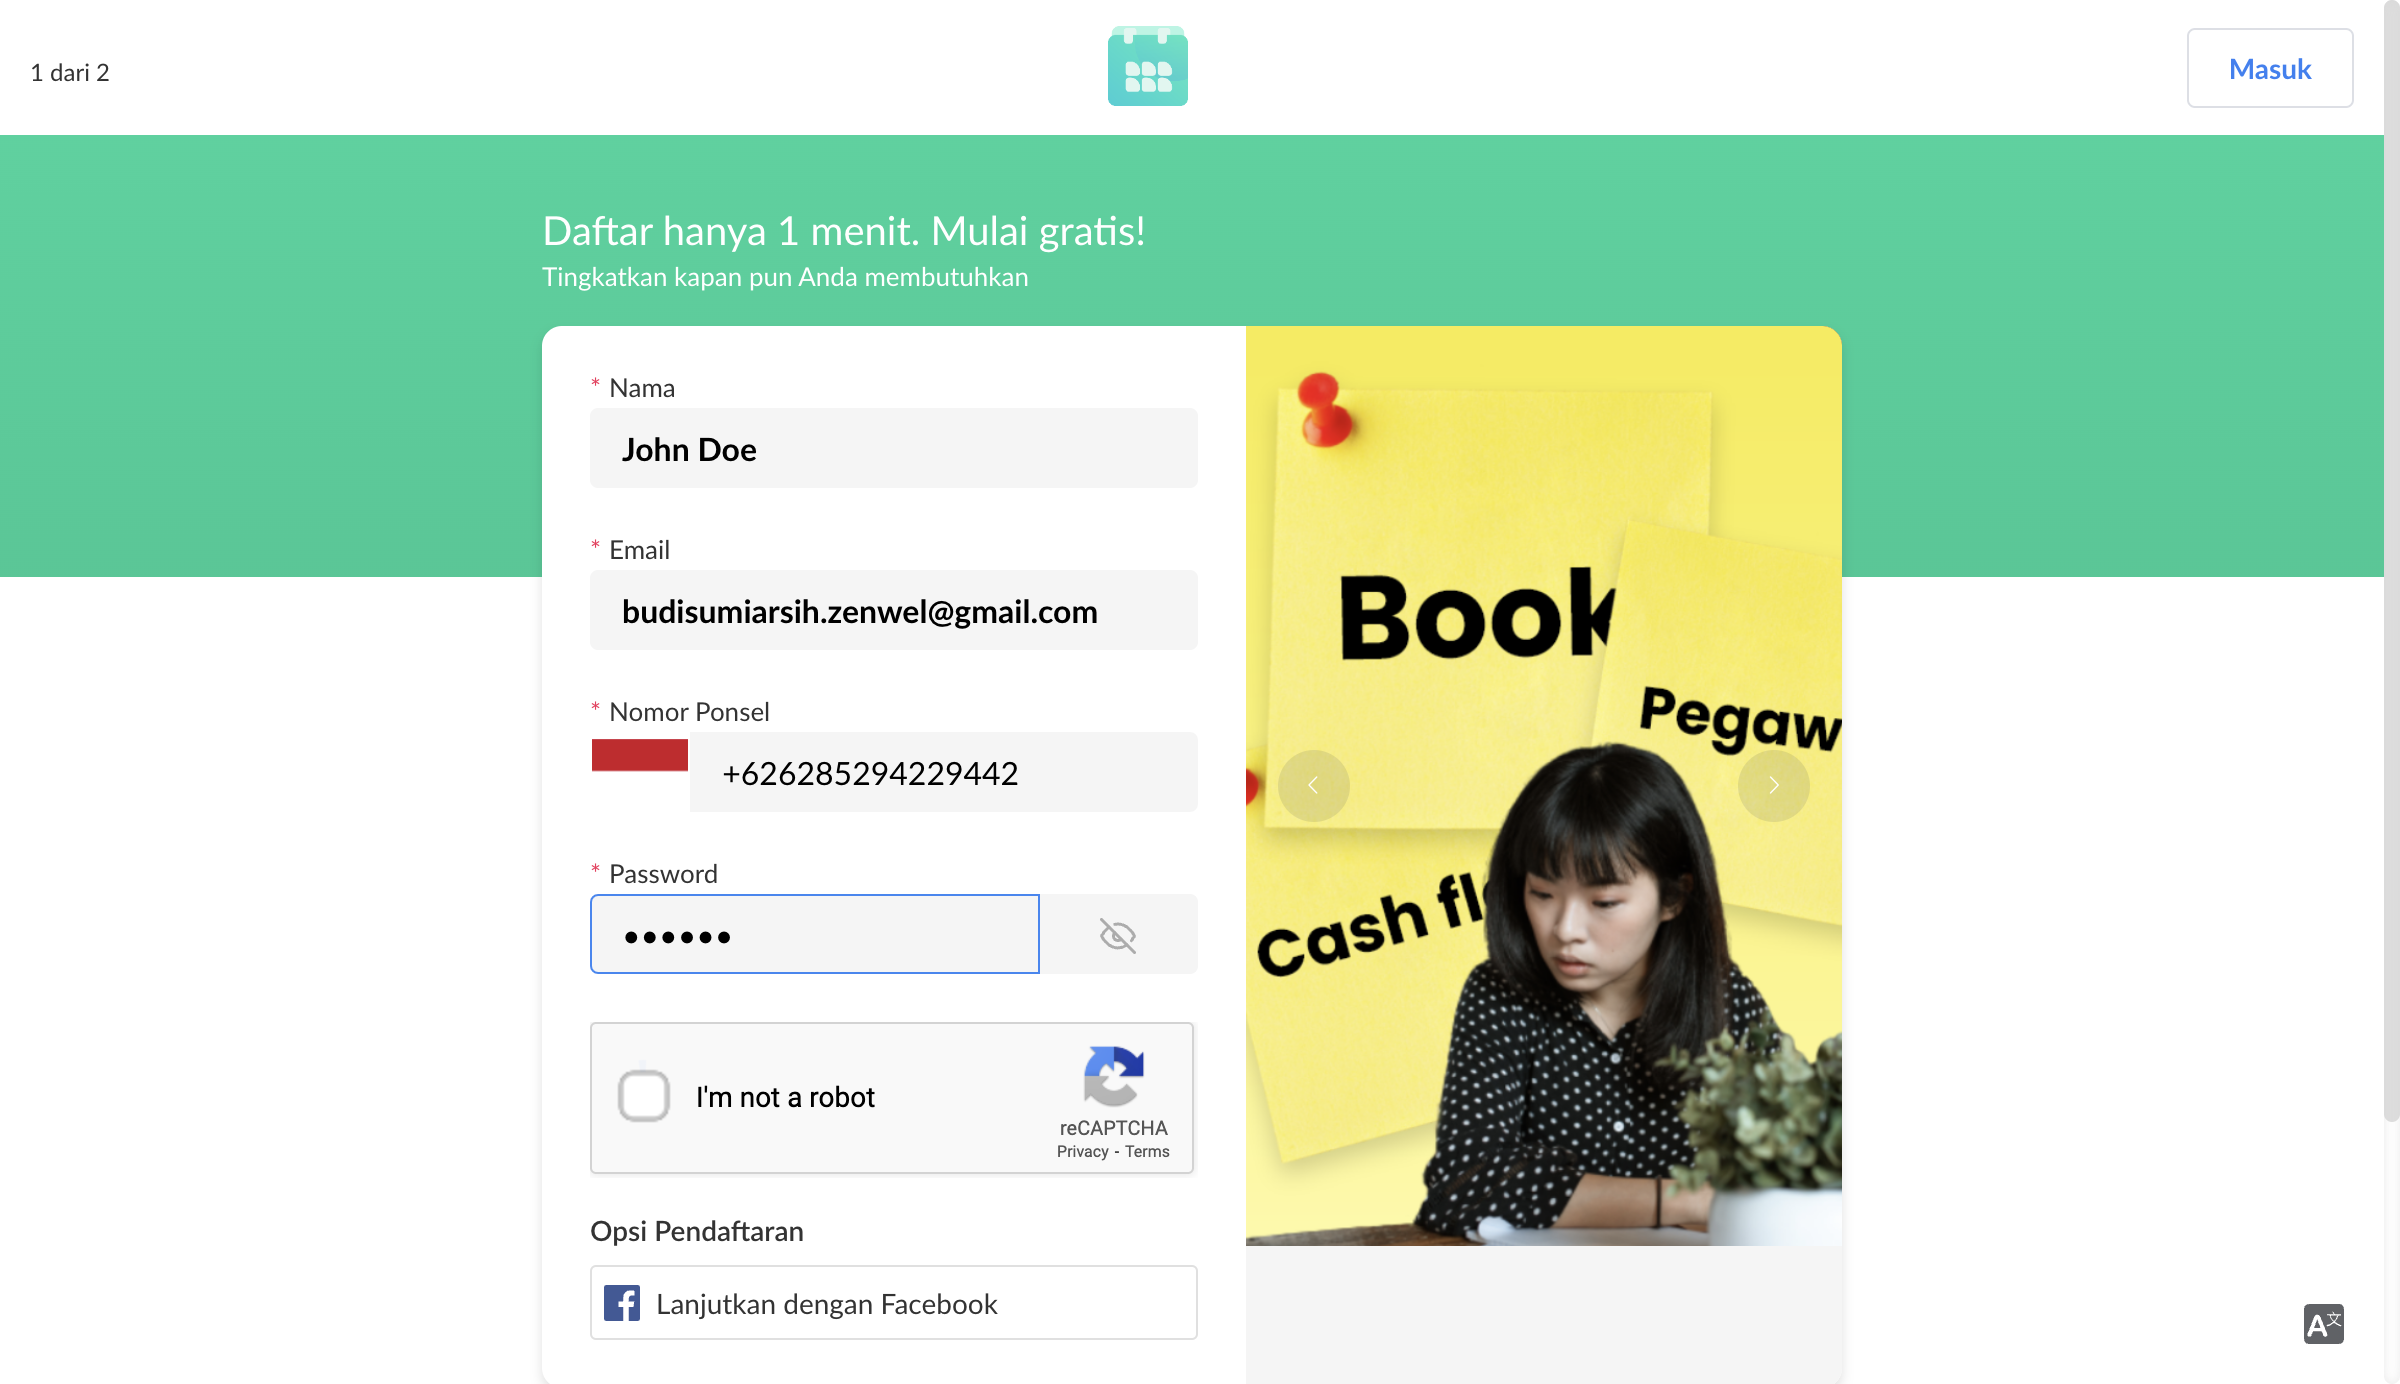 1 dari 2
Masuk
Daftar hanya 1 menit. Mulai gratis!
Tingkatkan kapan pun Anda membutuhkan
* Nama
John Doe
* Email
budisumiarsih.zenwel@gmail.com
* Nomor Ponsel
+626285294229442
* Password
••••••
I'm not a robot
reCAPTCHA
Privacy - Terms
Opsi Pendaftaran
Lanjutkan dengan Facebook
Book
Pegaw
Cash fl